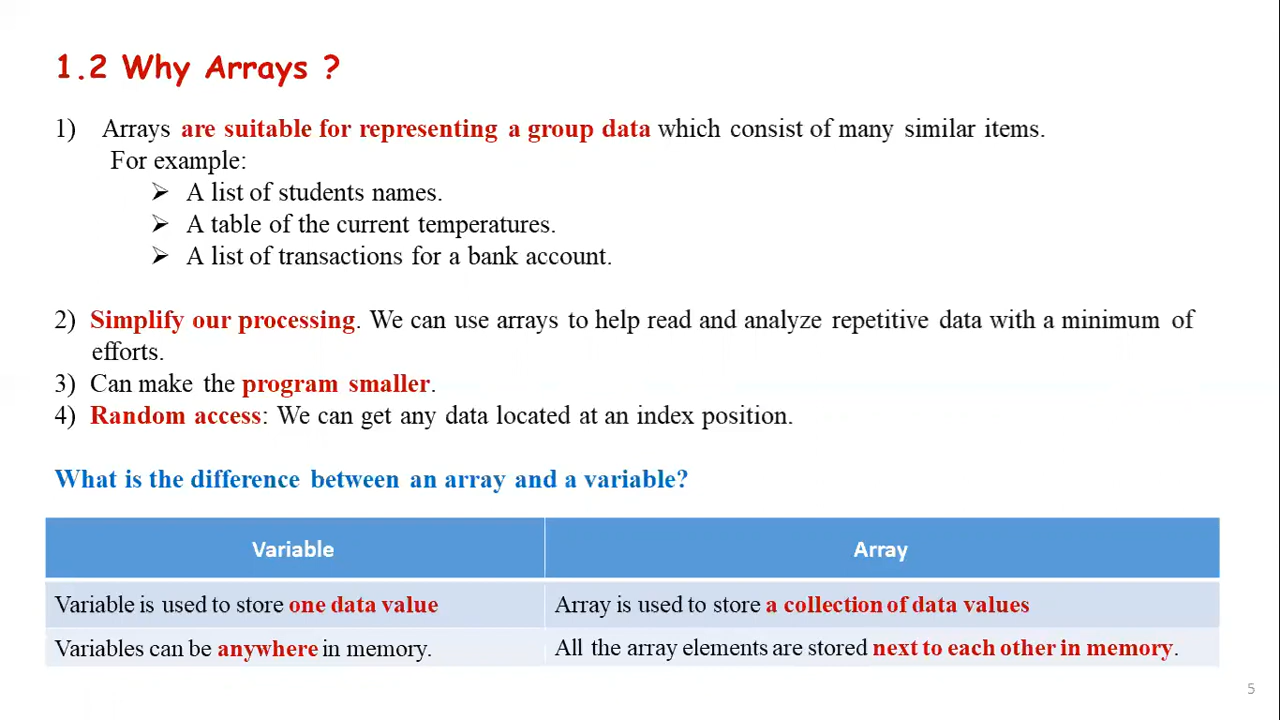 1.2 Why Arrays ?
1) Arrays are suitable for representing a group data which consist of many similar items.
For example:
➢ A list of students names.
➢ A table of the current temperatures.
➢ A list of transactions for a bank account.
2) Simplify our processing. We can use arrays to help read and analyze repetitive data with a minimum of
efforts.
3) Can make the program smaller.
4) Random access: We can get any data located at an index position.
What is the difference between an array and a variable?
Variable Array
Variable is used to store one data value Array is used to store a collection of data values
Variables can be anywhere in memory. All the array elements are stored next to each other in memory.
5